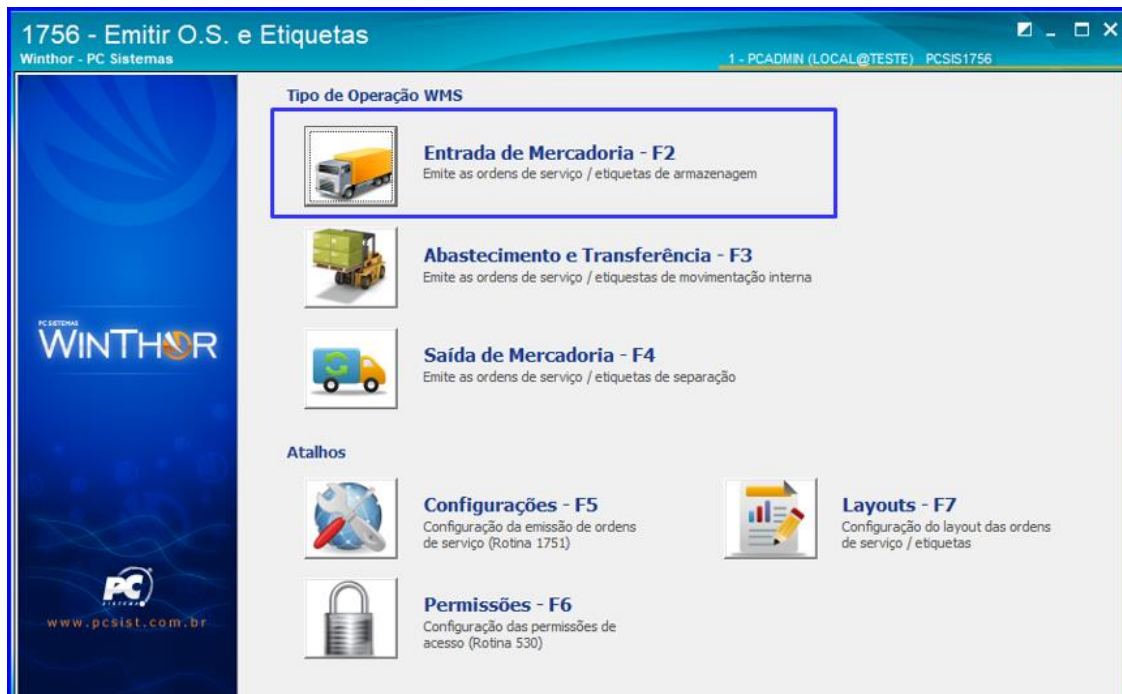 1756 - Emitir O.S. e Etiquetas
Winthor - PC Sistemas
1 - PCADMIN (LOCAL@TESTE) PCSIS1756
Tipo de Operação WMS
Entrada de Mercadoria - F2
Emite as ordens de serviço / etiquetas de armazenagem
Abastecimento e Transferência - F3
Emite as ordens de serviço / etiquestas de movimentação interna
PC SISTEMAS
WINTHOR
Saída de Mercadoria - F4
Emite as ordens de serviço / etiquetas de separação
Atalhos
Configurações - F5
Configuração da emissão de ordens
de serviço (Rotina 1751)
Layouts - F7
Configuração do layout das ordens
de serviço / etiquetas
PC
SISTEMAS
www.pcsist.com.br
Permissões - F6
Configuração das permissões de
acesso (Rotina 530)